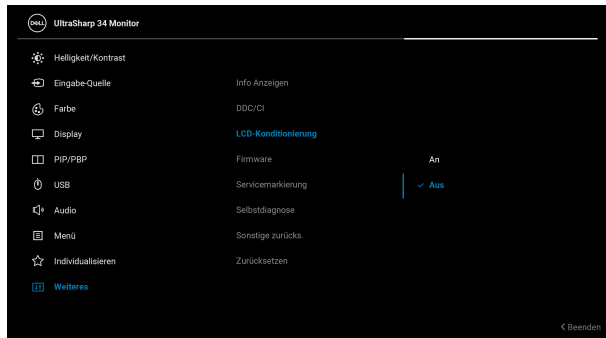 DELL UltraSharp 34 Monitor
Helligkeit/Kontrast
Eingabe-Quelle
Farbe
Display
PIP/PBP
USB
Audio
Menü
Individualisieren
Weiteres
Info Anzeigen
DDC/CI
LCD-Konditionierung
Firmware
Servicemarkierung
Selbstdiagnose
Sonstige zurücks.
Zurücksetzen
An
Aus
Beenden